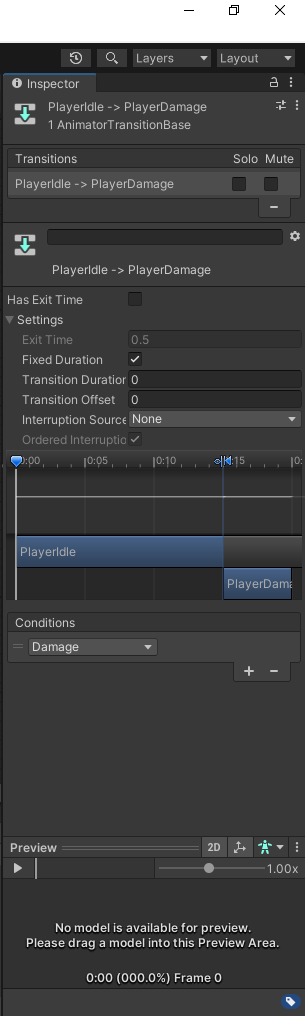 Layers Layout
Inspector
PlayerIdle -> PlayerDamage
1 AnimatorTransitionBase
Transitions Solo Mute
PlayerIdle -> PlayerDamage
PlayerIdle -> PlayerDamage
Has Exit Time
Settings
Exit Time 0.5
Fixed Duration
Transition Duration 0
Transition Offset 0
Interruption Source None
Ordered Interruptio
0:00 0:05 0:10 0:15 0:
PlayerIdle
PlayerDama
Conditions
Damage
Preview 2D
1.00x
No model is available for preview.
Please drag a model into this Preview Area.
0:00 (000.0%) Frame 0